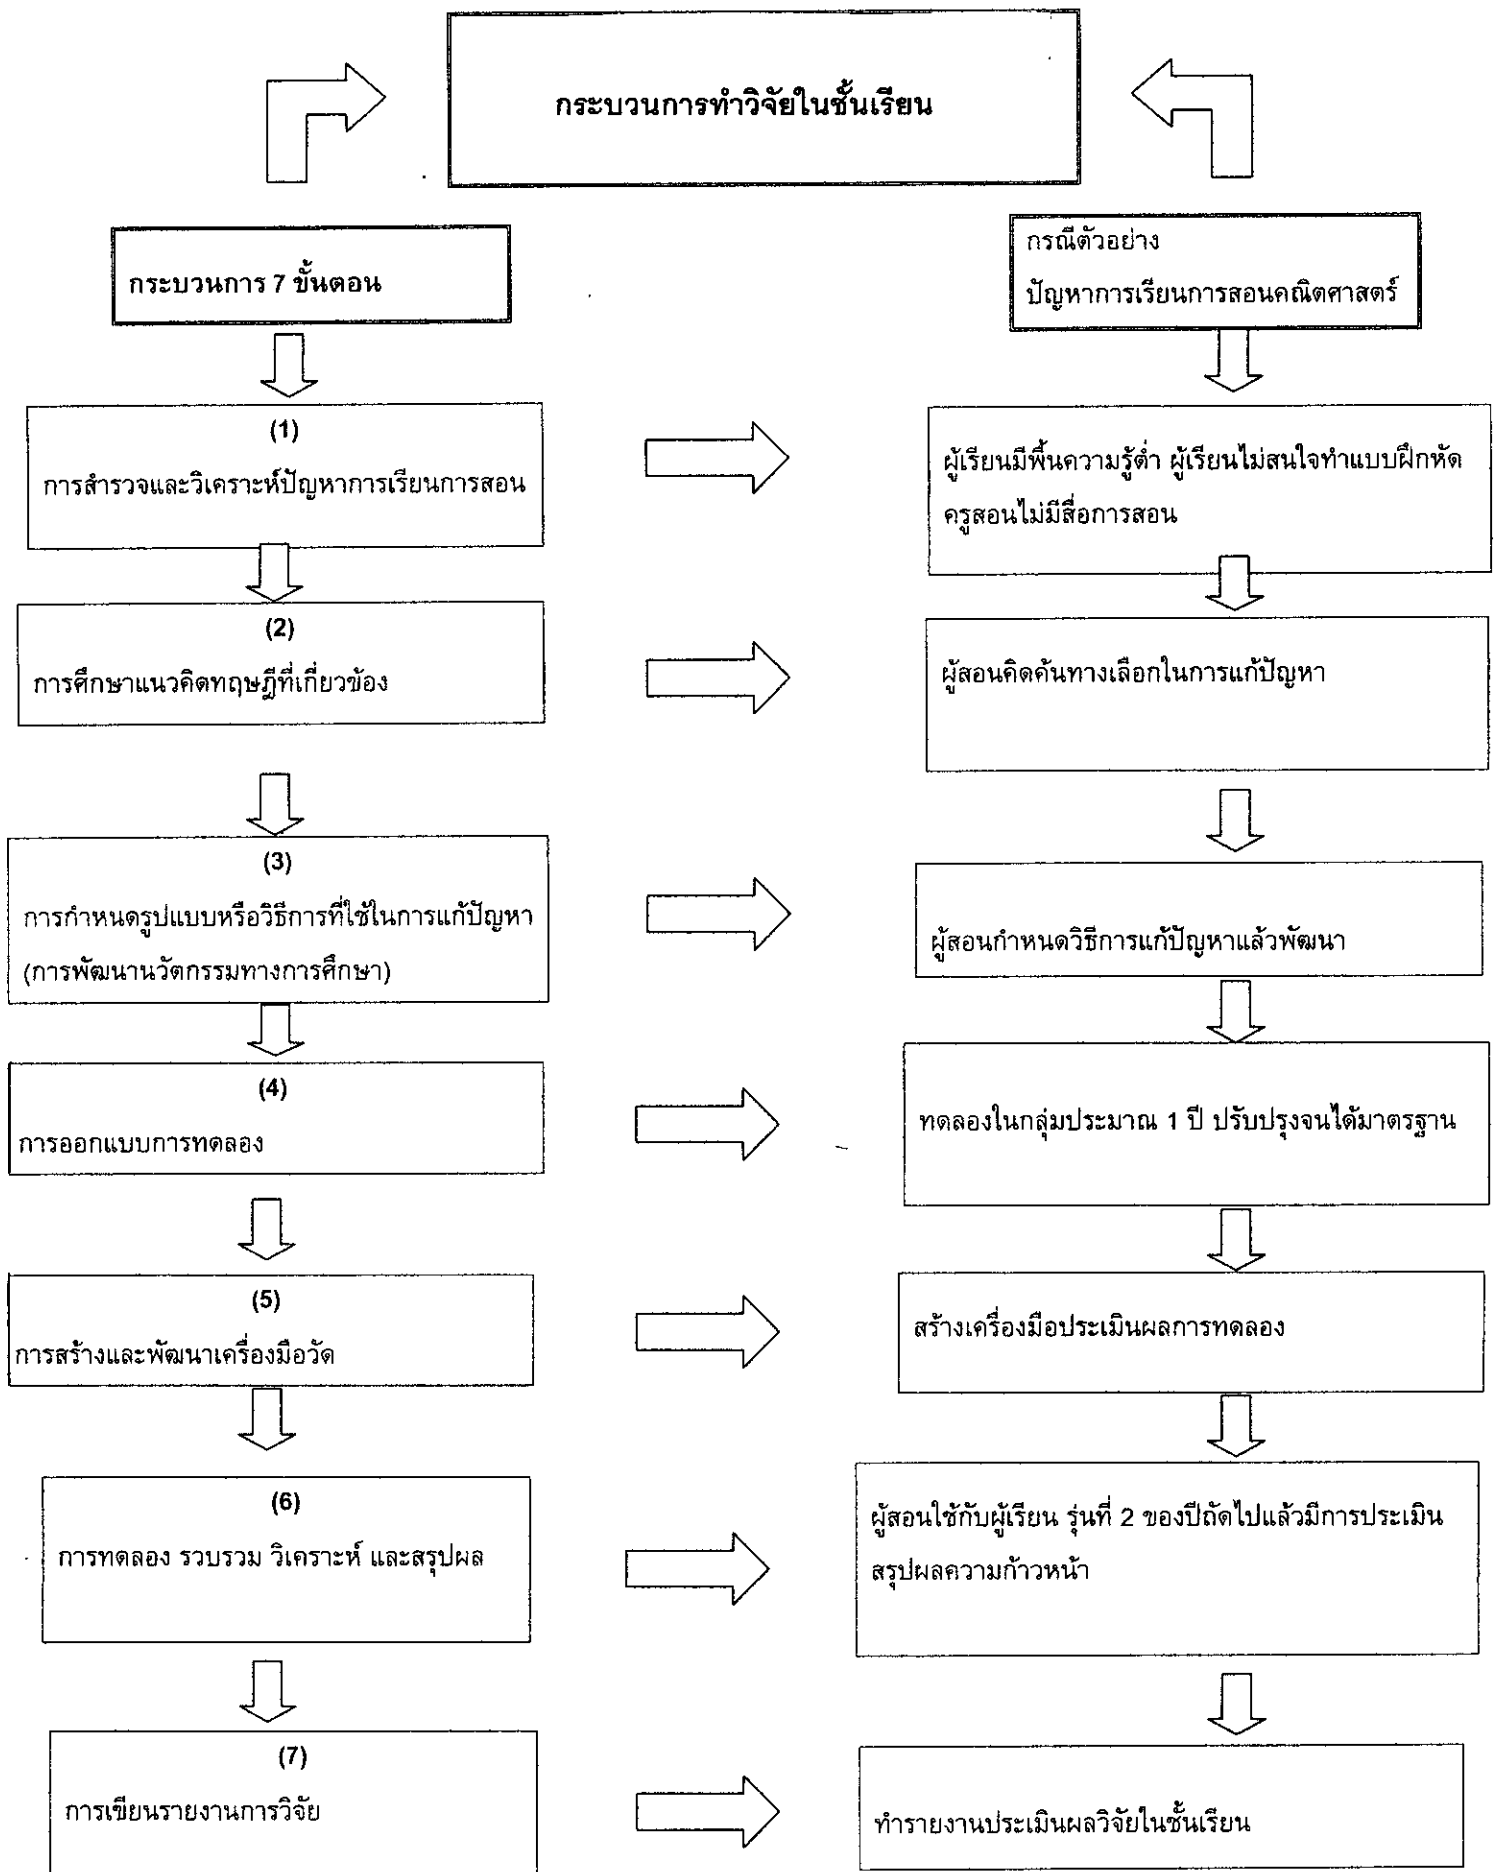 กระบวนการทำวิจัยในชั้นเรียน
กระบวนการ 7 ขั้นตอน
กรณีตัวอย่าง
ปัญหาการเรียนการสอนคณิตศาสตร์
(1)
การสำรวจและวิเคราะห์ปัญหาการเรียนการสอน
ผู้เรียนมีพื้นความรู้ต่ำ ผู้เรียนไม่สนใจทำแบบฝึกหัด
ครูสอนไม่มีสื่อการสอน
(2)
การศึกษาแนวคิดทฤษฎีที่เกี่ยวข้อง
ผู้สอนคิดค้นทางเลือกในการแก้ปัญหา
(3)
การกำหนดรูปแบบหรือวิธีการที่ใช้ในการแก้ปัญหา
(การพัฒนานวัตกรรมทางการศึกษา)
ผู้สอนกำหนดวิธีการแก้ปัญหาแล้วพัฒนา
(4)
การออกแบบการทดลอง
ทดลองในกลุ่มประมาณ 1 ปี ปรับปรุงจนได้มาตรฐาน
(5)
การสร้างและพัฒนาเครื่องมือวัด
สร้างเครื่องมือประเมินผลการทดลอง
(6)
การทดลอง รวบรวม วิเคราะห์ และสรุปผล
ผู้สอนใช้กับผู้เรียน รุ่นที่ 2 ของปีถัดไปแล้วมีการประเมิน
สรุปผลความก้าวหน้า
(7)
การเขียนรายงานการวิจัย
ทำรายงานประเมินผลวิจัยในชั้นเรียน